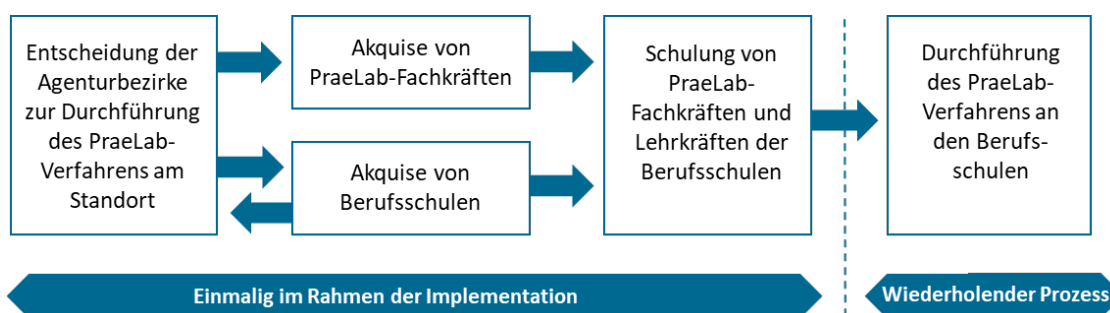 Entscheidung der
Agenturbezirke
zur Durchführung
des PraeLab-
Verfahrens am
Standort
Akquise von
PraeLab-Fachkräften
Akquise von
Berufsschulen
Schulung von
PraeLab-
Fachkräften und
Lehrkräften der
Berufsschulen
Durchführung
des PraeLab-
Verfahrens an
den Berufs-
schulen
Einmalig im Rahmen der Implementation
Wiederholender Prozess